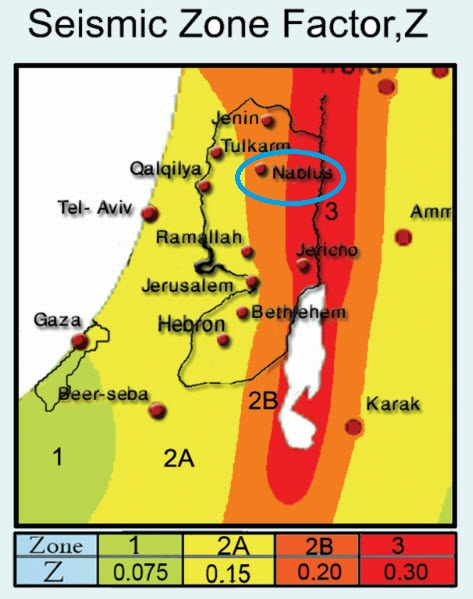 Seismic Zone Factor,Z
Jenin
Tulkarm
Qalqilya
Nablus
Tel- Aviv
3
Amm
Ramallah
Jericho
Jerusalem
Gaza
Hebron
Bethlehem
Beer-seba
2B
Karak
1
2A
Zone 1 2A 2B 3
Z 0.075 0.15 0.20 0.30